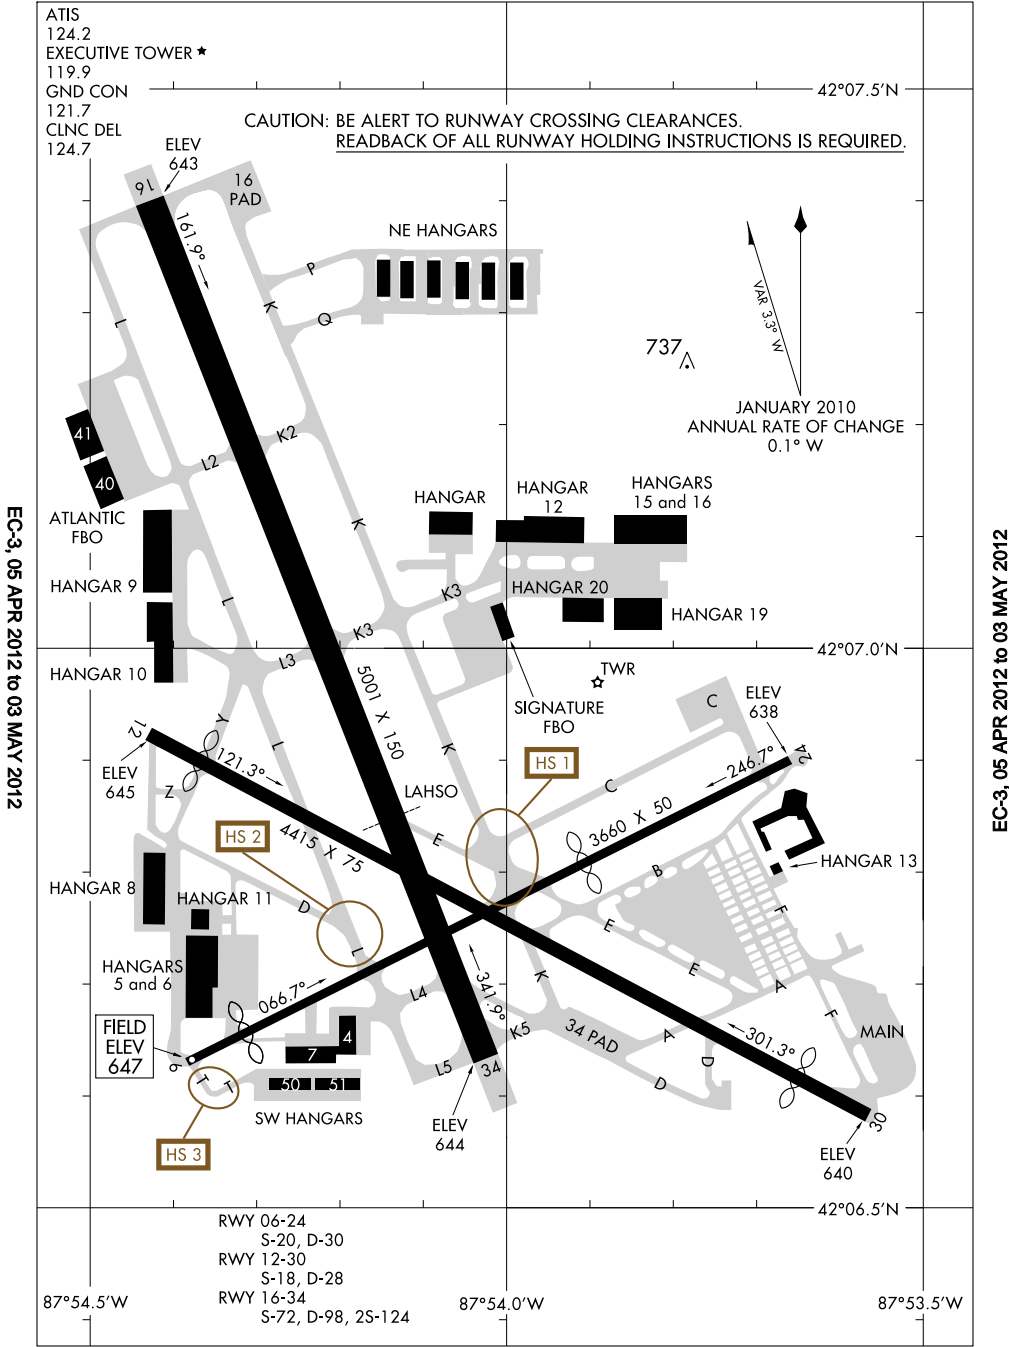 ATIS
124.2
EXECUTIVE TOWER★
119.9
GND CON
121.7
CLNC DEL
124.7
42°07.5'N
CAUTION: BE ALERT TO RUNWAY CROSSING CLEARANCES.
READBACK OF ALL RUNWAY HOLDING INSTRUCTIONS IS REQUIRED.
ELEV
643
16
16
PAD
161.9°
NE HANGARS
P
Q
K
L
VAR 3.3° W
737
JANUARY 2010
ANNUAL RATE OF CHANGE
0.1° W
41
40
L2
K2
ATLANTIC
FBO
HANGAR
HANGAR
12
HANGARS
15 and 16
K
HANGAR 9
HANGAR 20
HANGAR 19
K3
L
K3
L3
HANGAR 10
42°07.0'N
TWR
SIGNATURE
FBO
5001 X 150
C
ELEV
638
12
Y
L
K
24
ELEV
645
121.3°
Z
HS 1
246.7°
C
LAHSO
3660 X 50
4415 X 75
HS 2
E
HANGAR 13
HANGAR 8
HANGAR 11
B
D
F
E
L
HANGARS
5 and 6
066.7°
L4
341.9°
K
E
A
F
FIELD
ELEV
647
4
7
K5
34 PAD
A
D
301.3°
MAIN
6
T
T
50
51
L5
34
D
SW HANGARS
ELEV
644
30
HS 3
ELEV
640
42°06.5'N
RWY 06-24
S-20, D-30
RWY 12-30
S-18, D-28
RWY 16-34
S-72, D-98, 2S-124
87°54.5'W
87°54.0'W
87°53.5'W
EC-3, 05 APR 2012 to 03 MAY 2012
EC-3, 05 APR 2012 to 03 MAY 2012